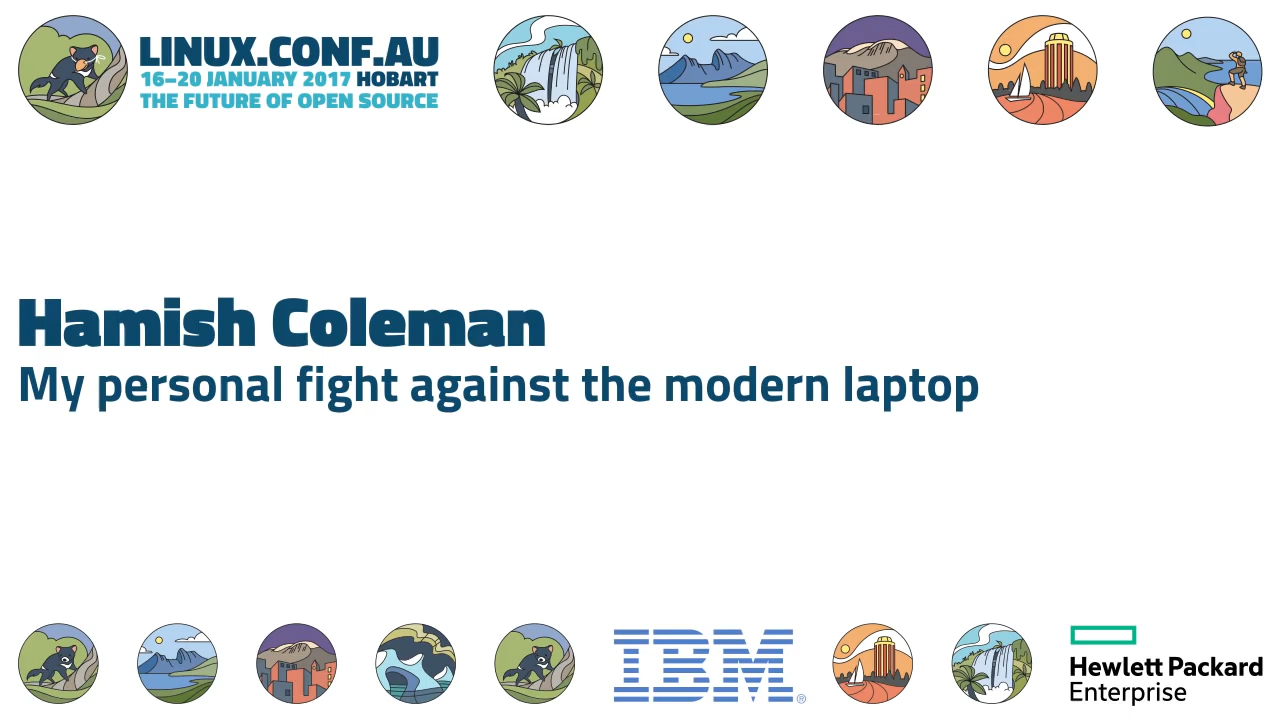 LINUX.CONF.AU
16–20 JANUARY 2017 HOBART
THE FUTURE OF OPEN SOURCE
Hamish Coleman
My personal fight against the modern laptop
IBM®
Hewlett Packard
Enterprise